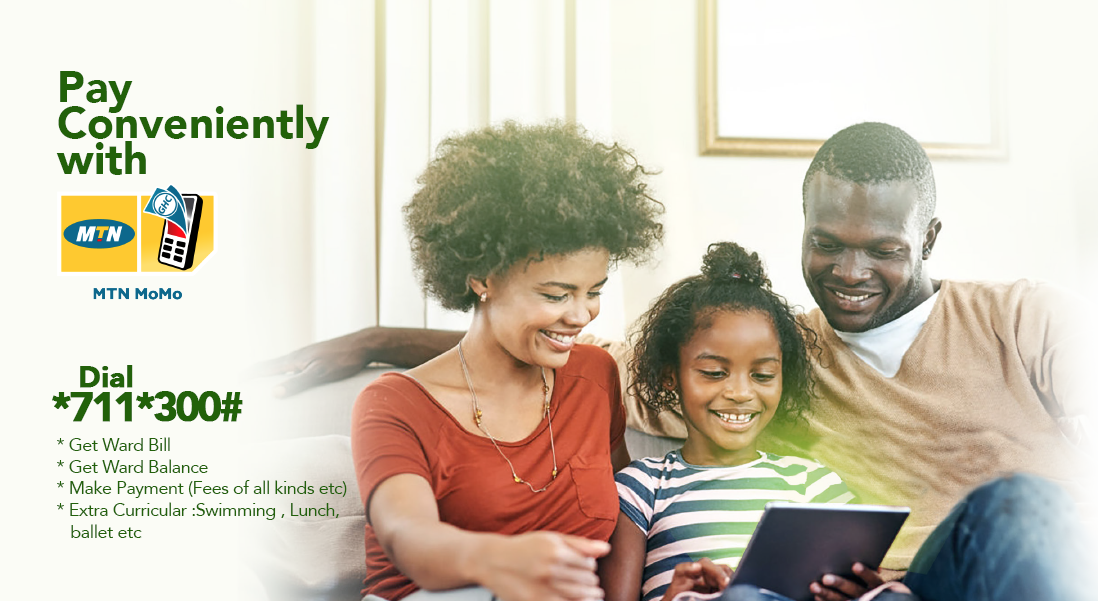 Pay
Conveniently
with
MTN
GHC
MTN MoMo
Dial
*711*300#
* Get Ward Bill
* Get Ward Balance
* Make Payment (Fees of all kinds etc)
* Extra Curricular :Swimming , Lunch,
ballet etc